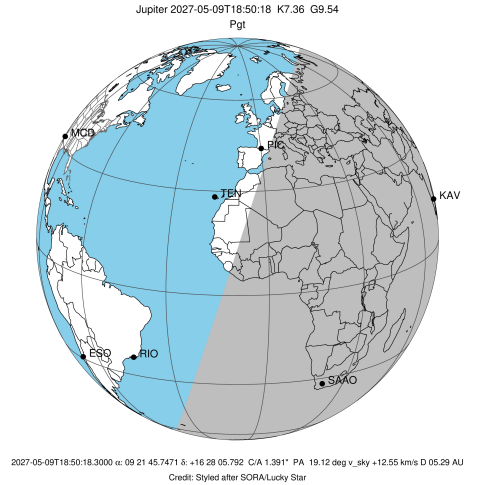 Jupiter 2027-05-09T18:50:18 K7.36 G9.54
Pgt
MCD
PIC
TEN
KAV
ESO
RIO
SAAO
2027-05-09T18:50:18.3000 α: 09 21 45.7471 δ: +16 28 05.792 C/A 1.391" PA 19.12 deg v_sky +12.55 km/s D 05.29 AU
Credit: Styled after SORA/Lucky Star